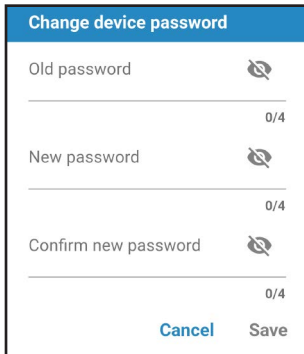 Change device password
Old password
0/4
New password
0/4
Confirm new password
0/4
Cancel Save